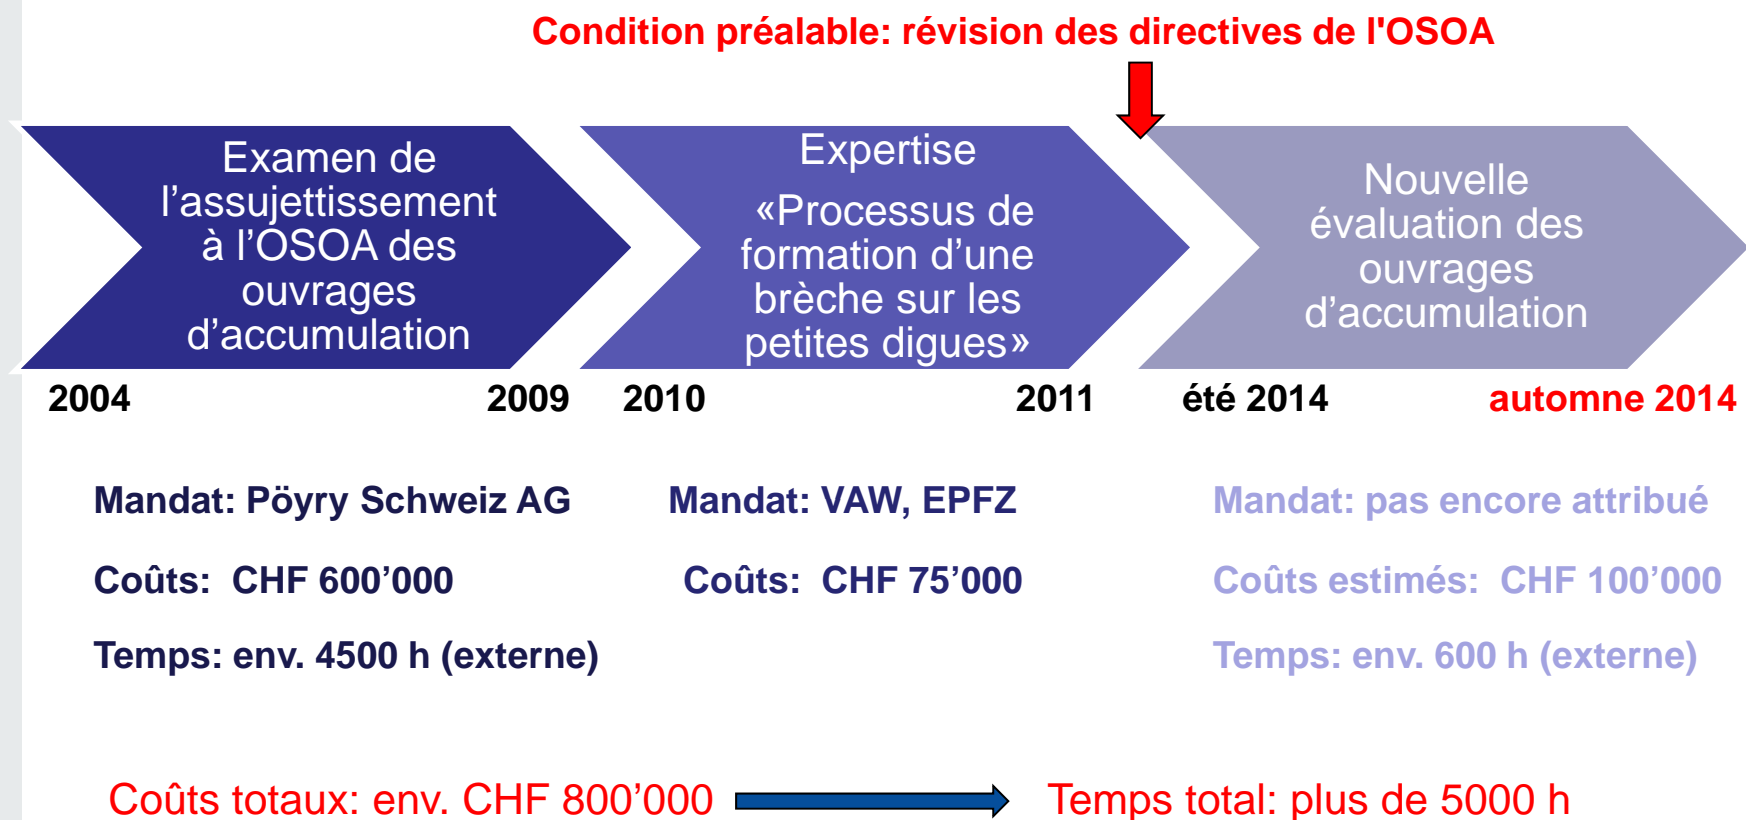 Condition préalable: révision des directives de l'OSOA
Examen de
l’assujettissement
à l’OSOA des
ouvrages
d’accumulation
Expertise
«Processus de
formation d’une
brèche sur les
petites digues»
Nouvelle
évaluation des
ouvrages
d’accumulation
2004
2009
2010
2011
été 2014
automne 2014
Mandat: Pöyry Schweiz AG
Coûts: CHF 600’000
Temps: env. 4500 h (externe)
Mandat: VAW, EPFZ
Coûts: CHF 75’000
Mandat: pas encore attribué
Coûts estimés: CHF 100’000
Temps: env. 600 h (externe)
Coûts totaux: env. CHF 800’000
Temps total: plus de 5000 h